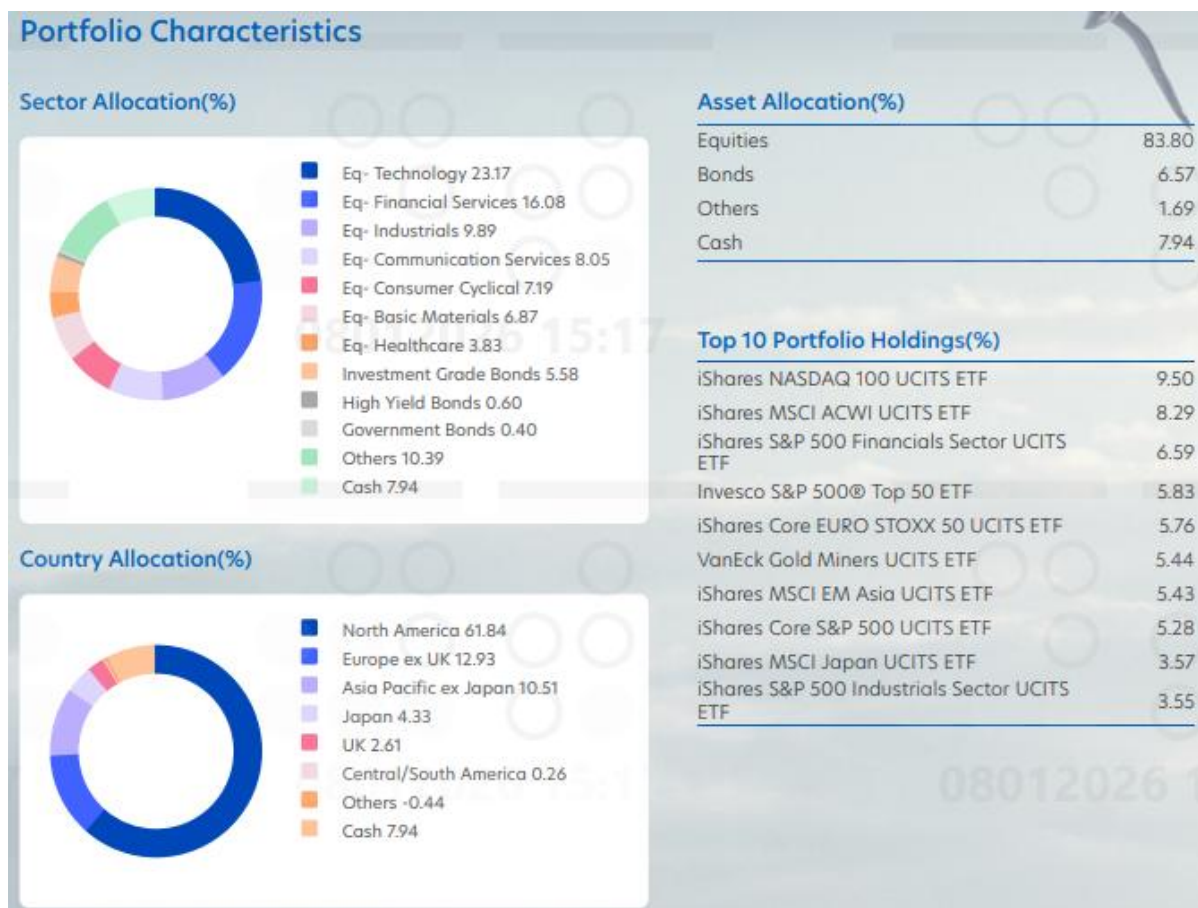 Portfolio Characteristics
Sector Allocation(%)
Eq- Technology 23.17
Eq- Financial Services 16.08
Eq- Industrials 9.89
Eq- Communication Services 8.05
Eq- Consumer Cyclical 7.19
Eq- Basic Materials 6.87
Eq- Healthcare 3.83
Investment Grade Bonds 5.58
High Yield Bonds 0.60
Government Bonds 0.40
Others 10.39
Cash 7.94
Country Allocation(%)
North America 61.84
Europe ex UK 12.93
Asia Pacific ex Japan 10.51
Japan 4.33
UK 2.61
Central/South America 0.26
Others -0.44
Cash 7.94
Asset Allocation(%)
Equities 83.80
Bonds 6.57
Others 1.69
Cash 7.94
Top 10 Portfolio Holdings(%)
iShares NASDAQ 100 UCITS ETF 9.50
iShares MSCI ACWI UCITS ETF 8.29
iShares S&P 500 Financials Sector UCITS
ETF 6.59
Invesco S&P 500® Top 50 ETF 5.83
iShares Core EURO STOXX 50 UCITS ETF 5.76
VanEck Gold Miners UCITS ETF 5.44
iShares MSCI EM Asia UCITS ETF 5.43
iShares Core S&P 500 UCITS ETF 5.28
iShares MSCI Japan UCITS ETF 3.57
iShares S&P 500 Industrials Sector UCITS
ETF 3.55
08012026 15:17
08012026 1